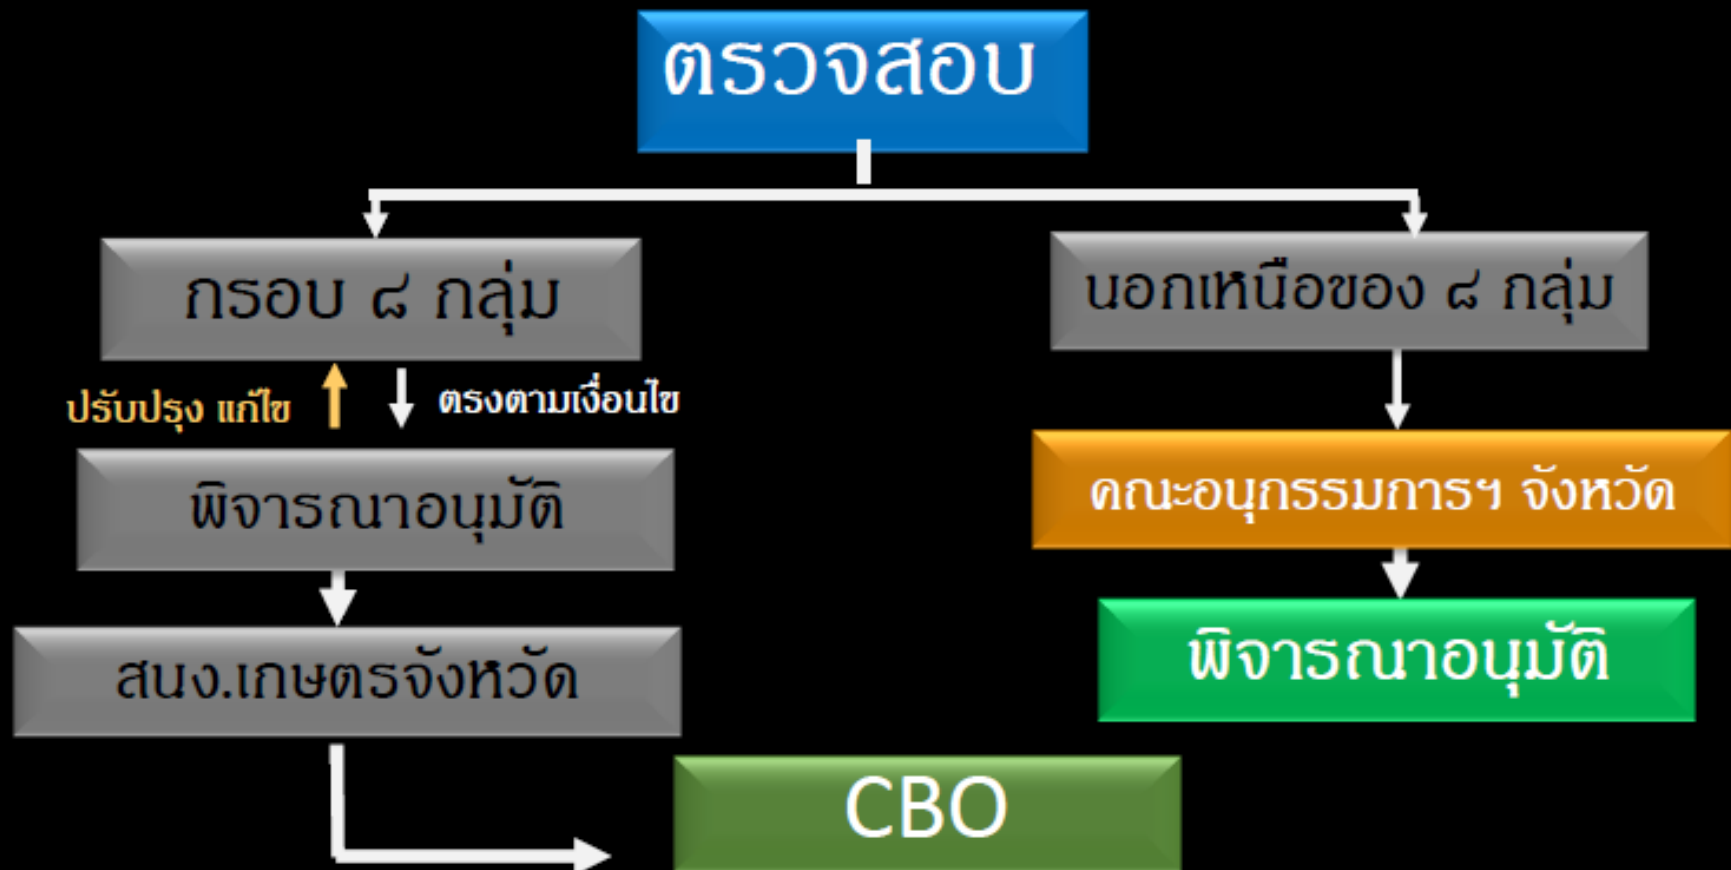 ตรวจสอบ
กรอบ ๘ กลุ่ม
นอกเหนือของ ๘ กลุ่ม
ปรับปรุง แก้ไข
ตรงตามเงื่อนไข
พิจารณาอนุมัติ
คณะอนุกรรมการฯ จังหวัด
สนง.เกษตรจังหวัด
พิจารณาอนุมัติ
CBO